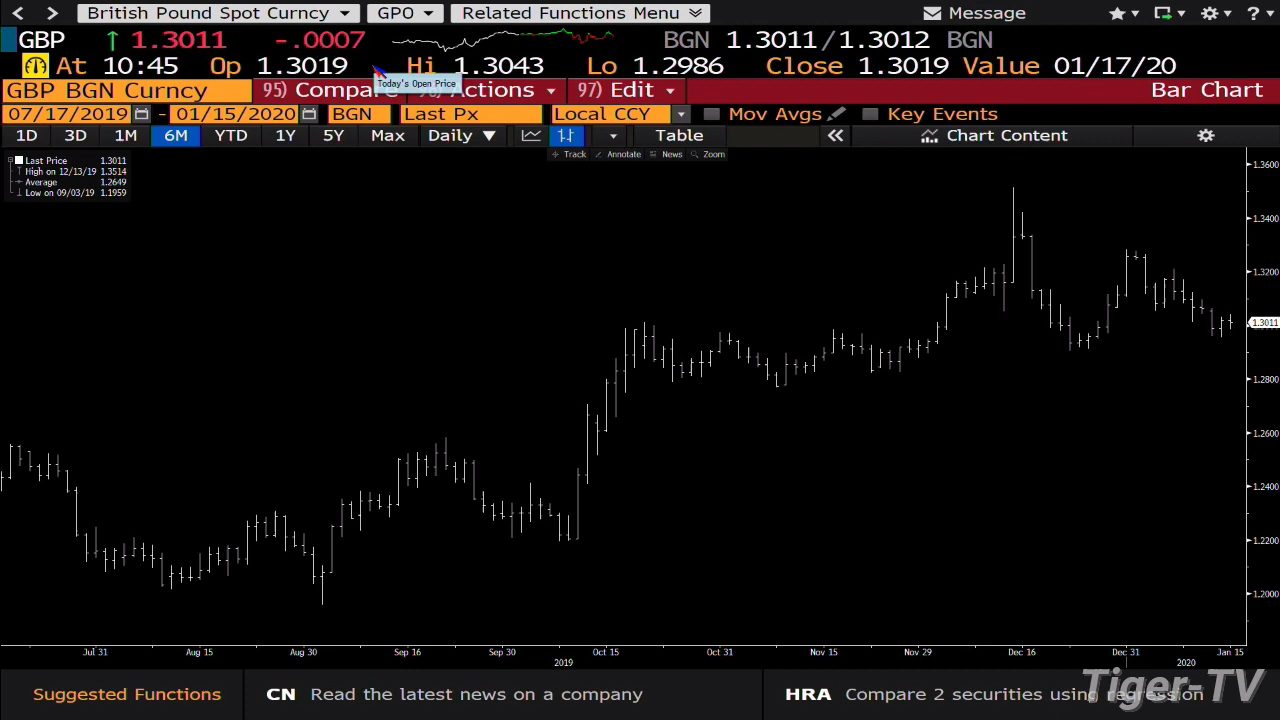 British Pound Spot Curncy GPO Related Functions Menu Message ?
GBP ↑ 1.3011 -.0007 BGN 1.3011/1.3012 BGN
At 10:45 Op 1.3019 Hi 1.3043 Lo 1.2986 Close 1.3019 Value 01/17/20
Today's Open Price
GBP BGN Curncy 95) Compare Actions 97) Edit Bar Chart
07/17/2019 - 01/15/2020 BGN Last Px Local CCY Mov Avgs Key Events
1D 3D 1M 6M YTD 1Y 5Y Max Daily ▼ Table « Chart Content
Track Annotate News Zoom
Last Price 1.3011
High on 12/13/19 1.3514
Average 1.2649
Low on 09/03/19 1.1959
1.3600
1.3400
1.3200
1.3011
1.2800
1.2600
1.2400
1.2200
1.2000
Jul 31 Aug 15 Aug 30 Sep 16 Sep 30 Oct 15 Oct 31 Nov 15 Nov 29 Dec 16 Dec 31 Jan 15
2019 2020
Suggested Functions CN Read the latest news on a company HRA Compare 2 securities using regression
Tiger-TV